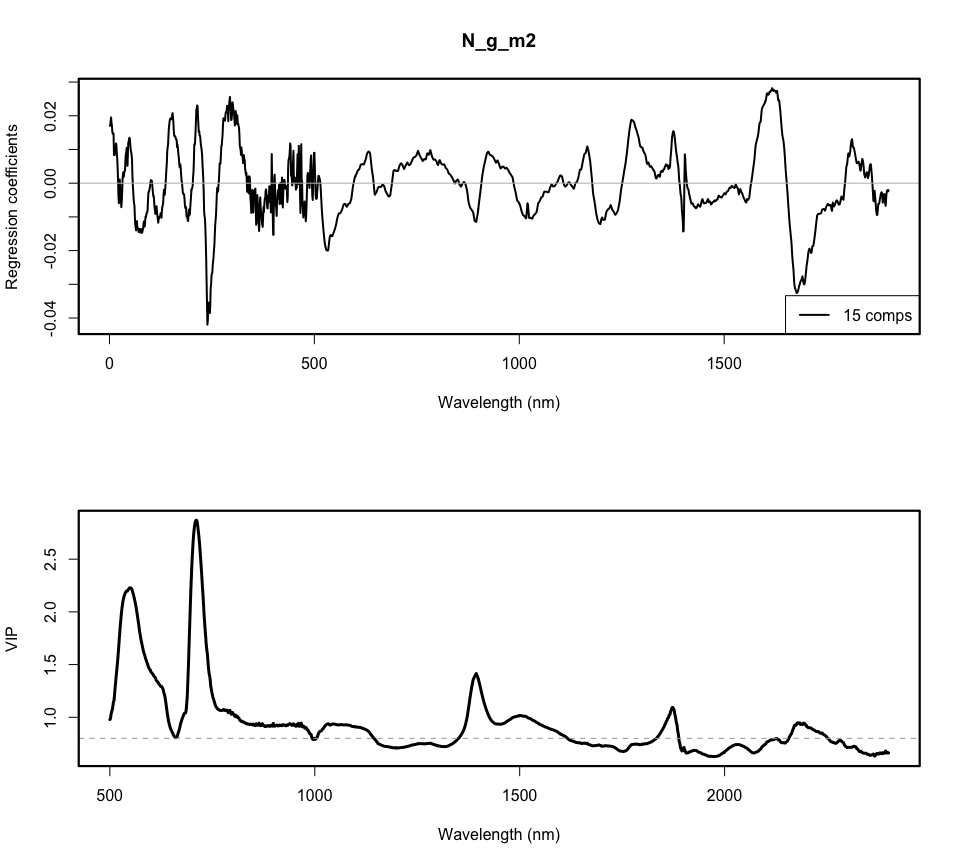 N_g_m2
Regression coefficients
0.02
0.00
-0.02
-0.04
15 comps
0 500 1000 1500
Wavelength (nm)
VIP
2.5
2.0
1.5
1.0
500 1000 1500 2000
Wavelength (nm)